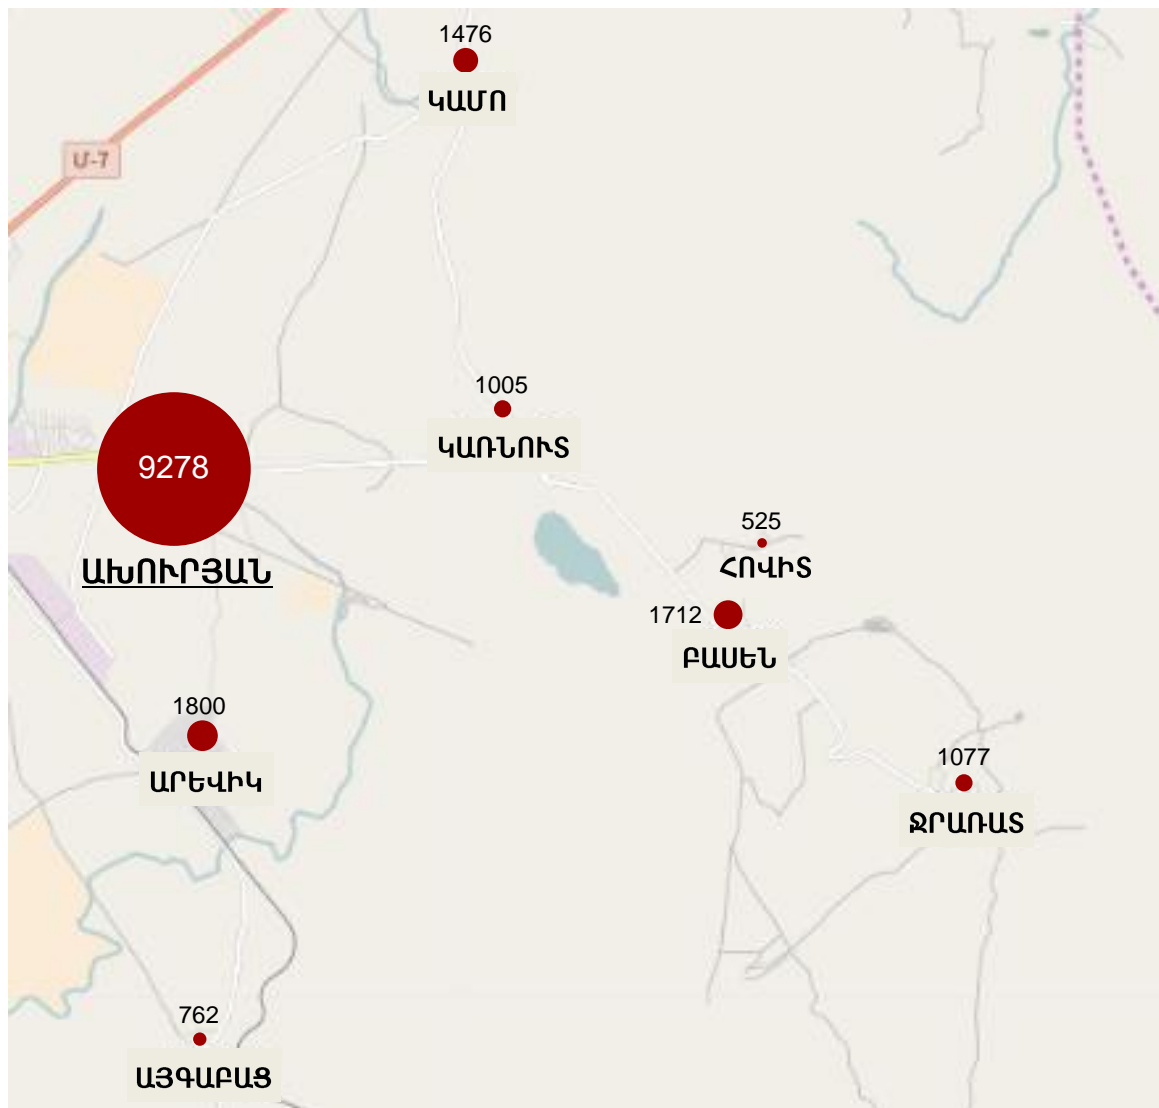 1476
ԿԱՄՈ
Մ-7
1005
ԿԱՌՆՈՒՏ
9278
ԱԽՈՒՐՅԱՆ
525
ՀՈՎԻՏ
1712
ԲԱՍԵՆ
1800
ԱՐԵՎԻԿ
1077
ՋՐԱՌԱՏ
762
ԱՅԳԱԲԱՑ